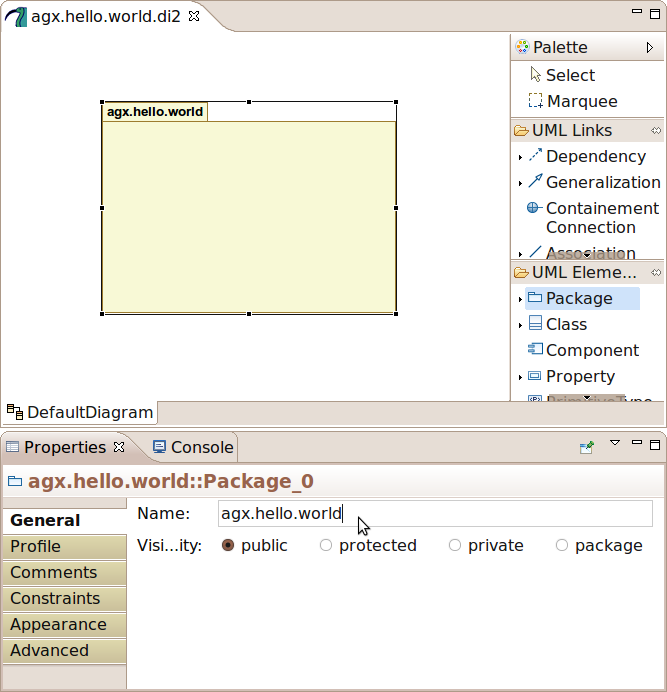 agx.hello.world.di2
agx.hello.world
Palette
Select
Marquee
UML Links
Dependency
Generalization
Containement
Connection
Association
UML Eleme...
Package
Class
Component
Property
PrimitiveType
DefaultDiagram
Properties
Console
agx.hello.world::Package_0
General
Profile
Comments
Constraints
Appearance
Advanced
Name: agx.hello.world
Visi...ity: public protected private package